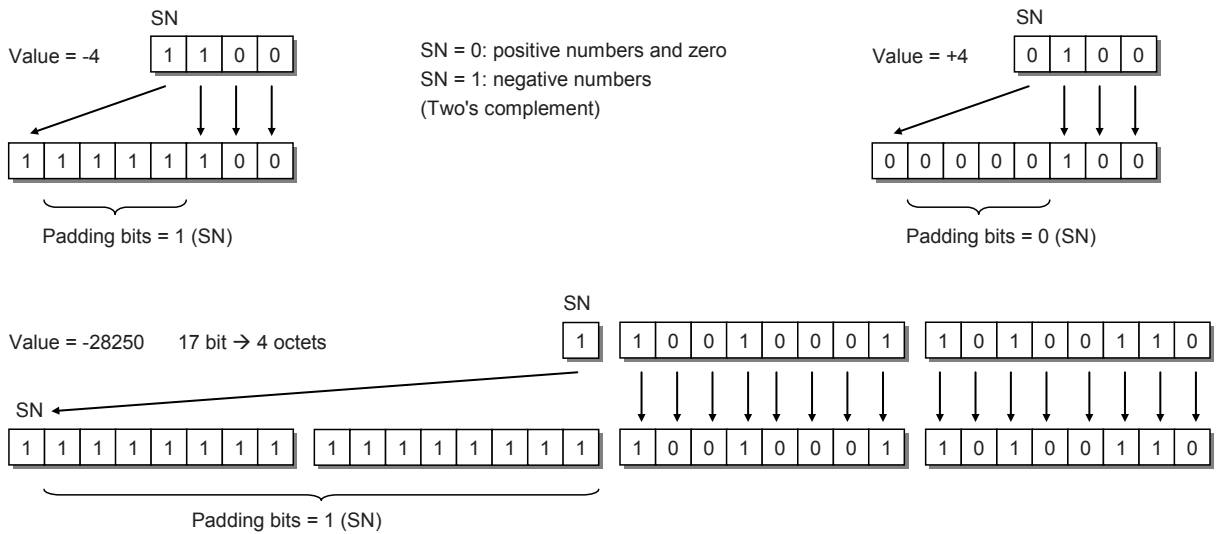 SN
SN
Value = -4
1 1 0 0
SN = 0: positive numbers and zero
SN = 1: negative numbers
(Two's complement)
Value = +4
0 1 0 0
1 1 1 1 1 1 0 0
0 0 0 0 0 1 0 0
Padding bits = 1 (SN)
Padding bits = 0 (SN)
SN
Value = -28250 17 bit → 4 octets
1 1 0 0 1 0 0 0 1 1 0 1 0 0 1 1 0
SN
1 1 1 1 1 1 1 1 1 1 1 1 1 1 1 1 1 0 0 1 0 0 0 1 1 0 1 0 0 1 1 0
Padding bits = 1 (SN)